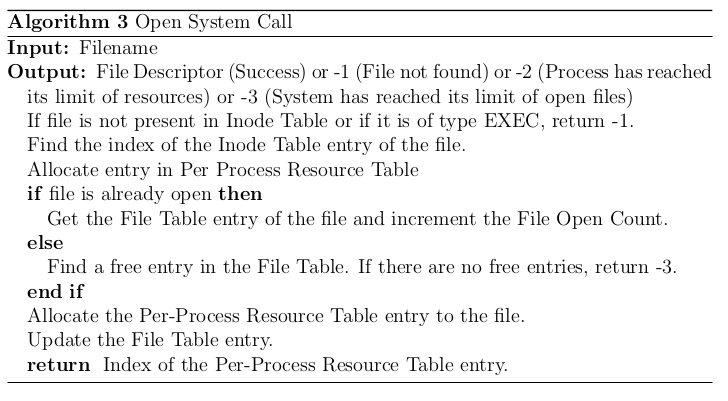 Algorithm 3 Open System Call
Input: Filename
Output: File Descriptor (Success) or -1 (File not found) or -2 (Process has reached
its limit of resources) or -3 (System has reached its limit of open files)
If file is not present in Inode Table or if it is of type EXEC, return -1.
Find the index of the Inode Table entry of the file.
Allocate entry in Per Process Resource Table
if file is already open then
Get the File Table entry of the file and increment the File Open Count.
else
Find a free entry in the File Table. If there are no free entries, return -3.
end if
Allocate the Per-Process Resource Table entry to the file.
Update the File Table entry.
return Index of the Per-Process Resource Table entry.